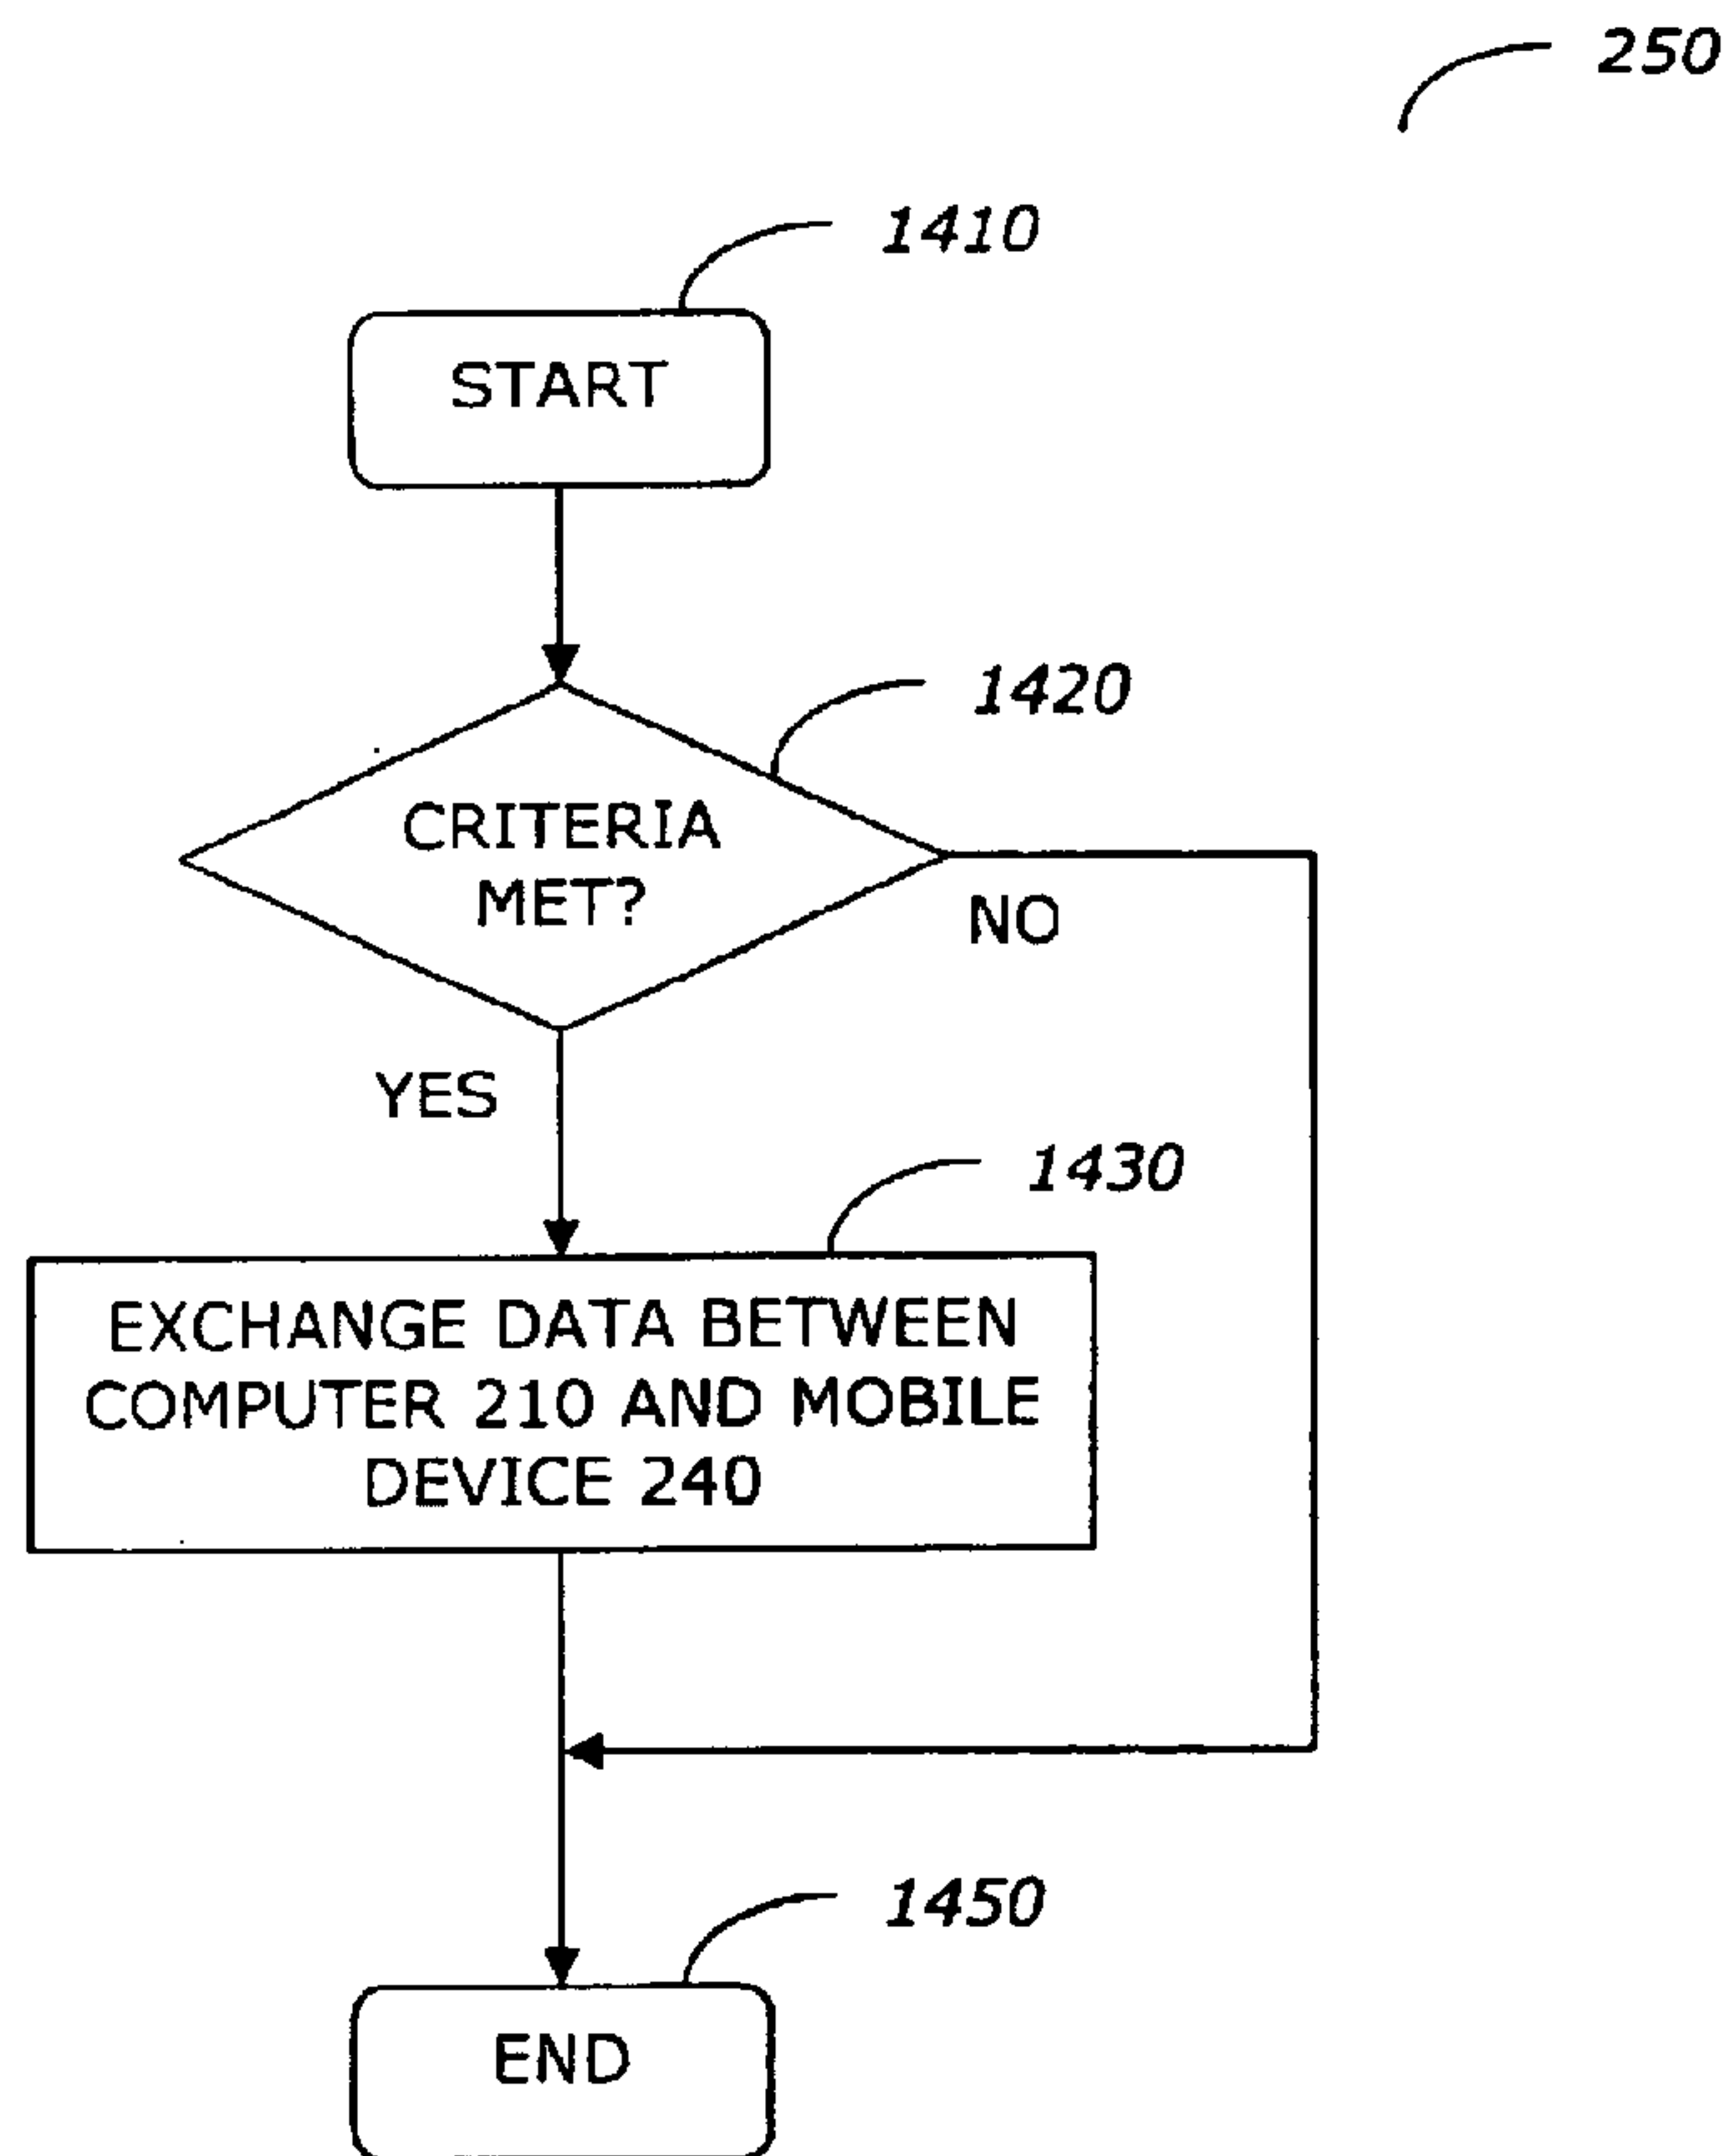 250
1410
START
1420
CRITERIA
MET?
NO
YES
1430
EXCHANGE DATA BETWEEN
COMPUTER 210 AND MOBILE
DEVICE 240
1450
END